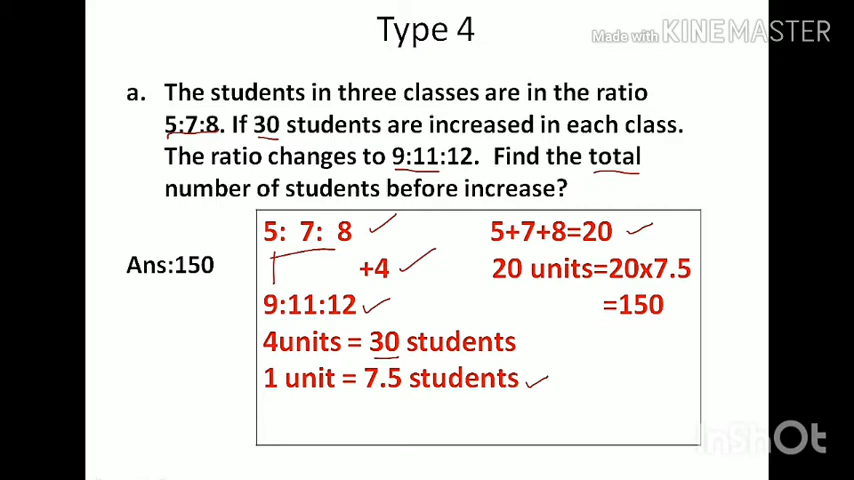 Type 4
Made with KINEMASTER
a. The students in three classes are in the ratio
5:7:8. If 30 students are increased in each class.
The ratio changes to 9:11:12. Find the total
number of students before increase?
Ans:150
5: 7: 8
+4
9:11:12
4units = 30 students
1 unit = 7.5 students
5+7+8=20
20 units=20x7.5
=150
InShOt